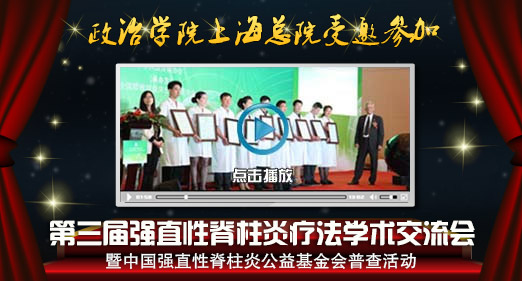 政治学院上海总院受邀参加
点击播放
第三届强直性脊柱炎疗法学术交流会
暨中国强直性脊柱炎公益基金会普查活动